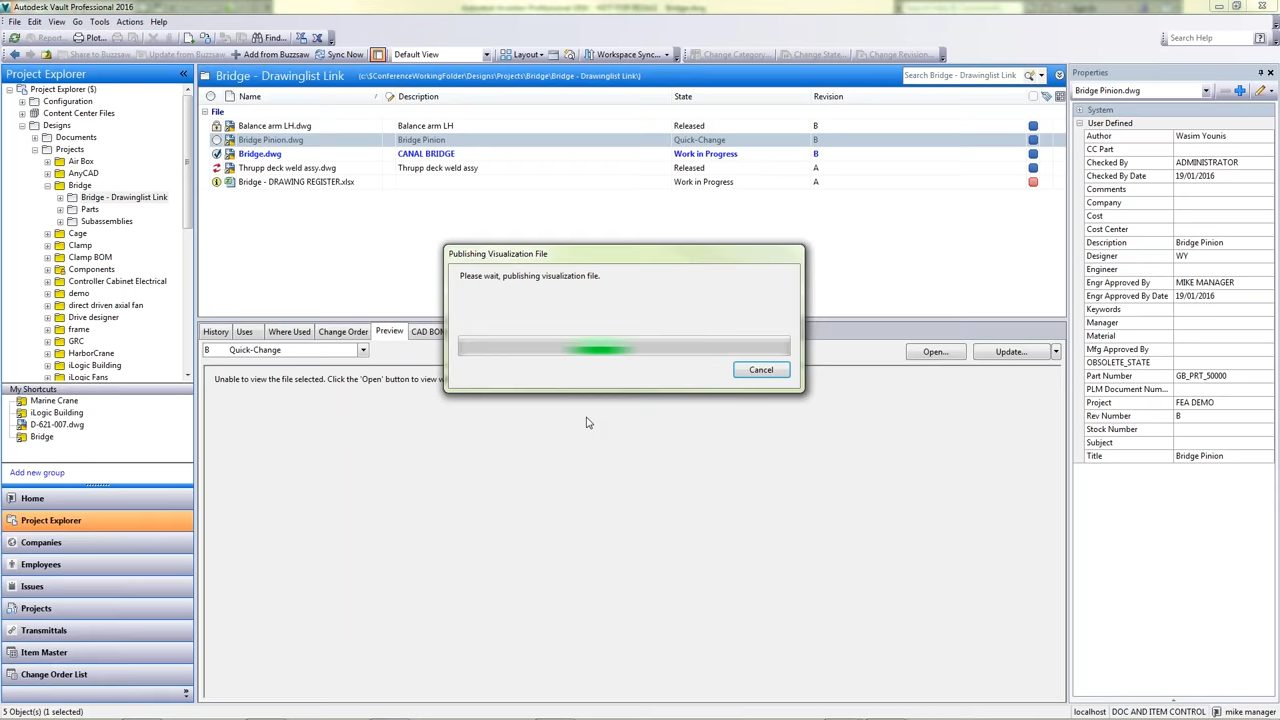 Autodesk Vault Professional 2016
File Edit View Go Tools Actions Help
Report... Plot... Find...
Search Help
Share to Buzzsaw Update from Buzzsaw Add from Buzzsaw Sync Now Default View Layout Workspace Sync... Change Category... Change State... Change Revision...
Project Explorer
Project Explorer ($)
Configuration
Content Center Files
Designs
Documents
Projects
Air Box
AnyCAD
Bridge
Bridge - Drawinglist Link
Parts
Subassemblies
Cage
Clamp
Clamp BOM
Components
Controller Cabinet Electrical
demo
direct driven axial fan
Drive designer
frame
GRC
HarborCrane
iLogic Building
iLogic Fans
My Shortcuts
Marine Crane
iLogic Building
D-621-007.dwg
Bridge
Add new group
Home
Project Explorer
Companies
Employees
Issues
Projects
Transmittals
Item Master
Change Order List
5 Object(s) (1 selected)
Bridge - Drawinglist Link (c:\$ConferenceWorkingFolder\Designs\Projects\Bridge\Bridge - Drawinglist Link\)
Search Bridge - Drawinglist Link
Name Description State Revision
File
Balance arm LH.dwg Balance arm LH Released B
Bridge Pinion.dwg Bridge Pinion Quick-Change B
Bridge.dwg CANAL BRIDGE Work in Progress B
Thrupp deck weld assy.dwg Thrupp deck weld assy Released A
Bridge - DRAWING REGISTER.xlsx Work in Progress A
Publishing Visualization File
Please wait, publishing visualization file.
Cancel
History Uses Where Used Change Order Preview CAD BOM
B Quick-Change
Open... Update...
Unable to view the file selected. Click the 'Open' button to view w
Properties
Bridge Pinion.dwg
System
User Defined
Author Wasim Younis
CC Part
Checked By ADMINISTRATOR
Checked By Date 19/01/2016
Comments
Company
Cost
Cost Center
Description Bridge Pinion
Designer WY
Engineer
Engr Approved By MIKE MANAGER
Engr Approved By Date 19/01/2016
Keywords
Manager
Material
Mfg Approved By
OBSOLETE_STATE
Part Number GB_PRT_50000
PLM Document Num...
Project FEA DEMO
Rev Number B
Stock Number
Subject
Title Bridge Pinion
localhost DOC AND ITEM CONTROL mike manager